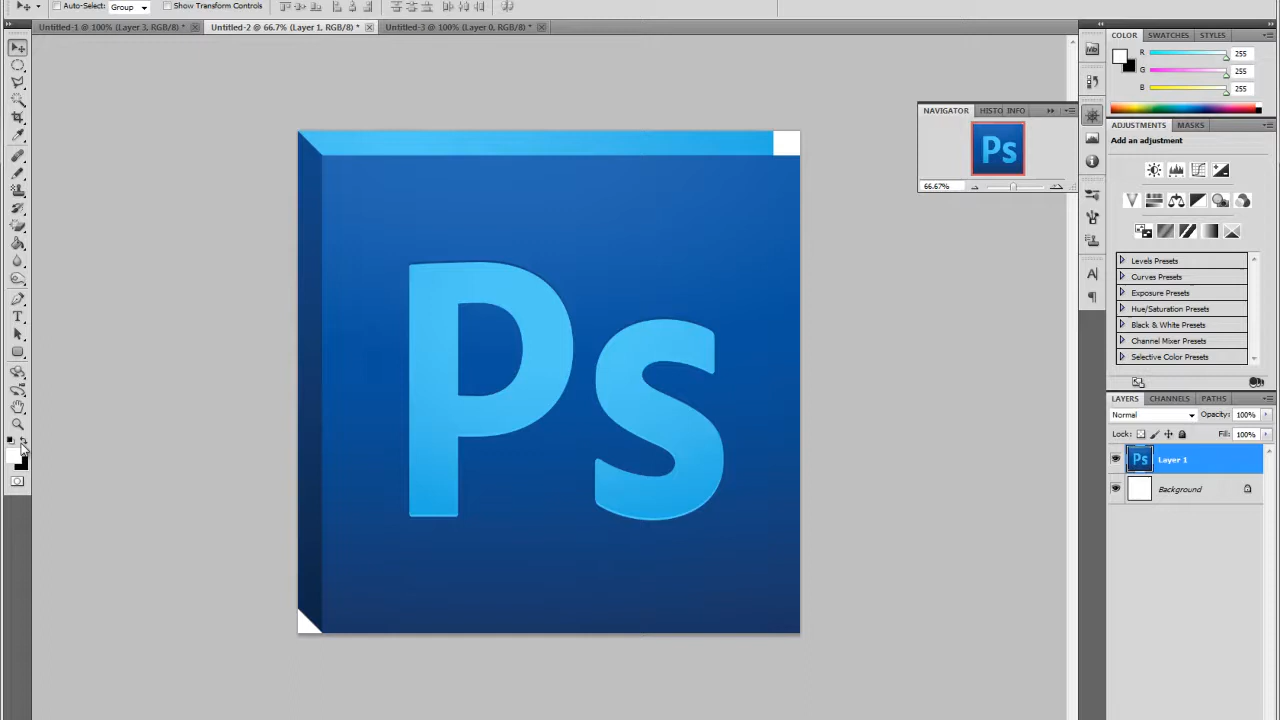 Auto-Select: Group Show Transform Controls
Untitled-1 @ 100% (Layer 3, RGB/8) * Untitled-2 @ 66.7% (Layer 1, RGB/8) * Untitled-3 @ 100% (Layer 0, RGB/8) *
COLOR SWATCHES STYLES
R 255
G 255
B 255
NAVIGATOR HISTO INFO
Ps
66.67%
ADJUSTMENTS MASKS
Add an adjustment
Levels Presets
Curves Presets
Exposure Presets
Hue/Saturation Presets
Black & White Presets
Channel Mixer Presets
Selective Color Presets
LAYERS CHANNELS PATHS
Normal Opacity: 100%
Lock: Fill: 100%
Ps Layer 1
Background
Ps